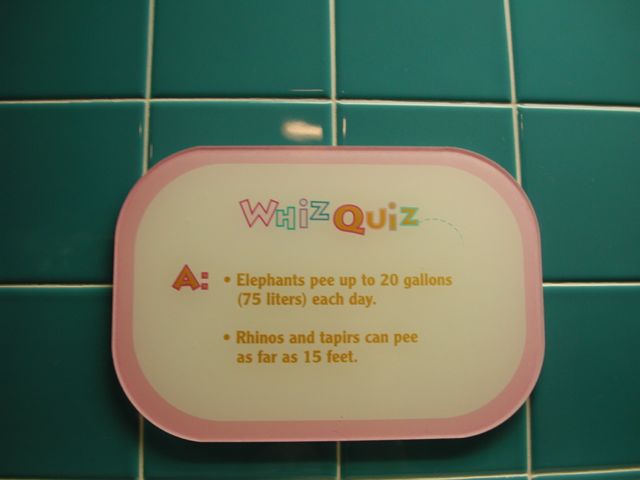 WHiZ QUiZ
A: • Elephants pee up to 20 gallons
(75 liters) each day.
• Rhinos and tapirs can pee
as far as 15 feet.